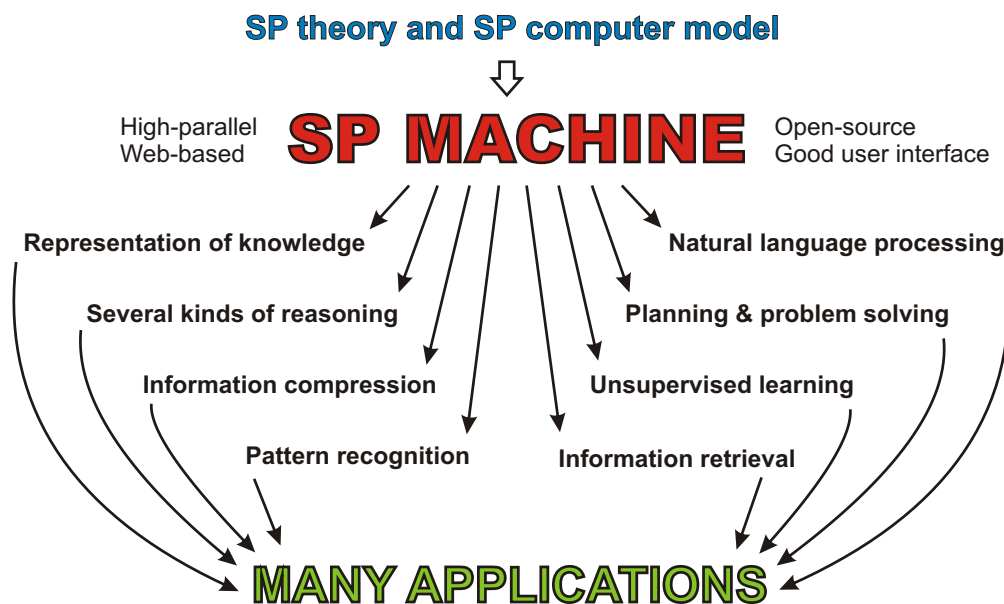 SP theory and SP computer model
High-parallel
Web-based
SP MACHINE
Open-source
Good user interface
Representation of knowledge
Natural language processing
Several kinds of reasoning
Planning & problem solving
Information compression
Unsupervised learning
Pattern recognition
Information retrieval
MANY APPLICATIONS